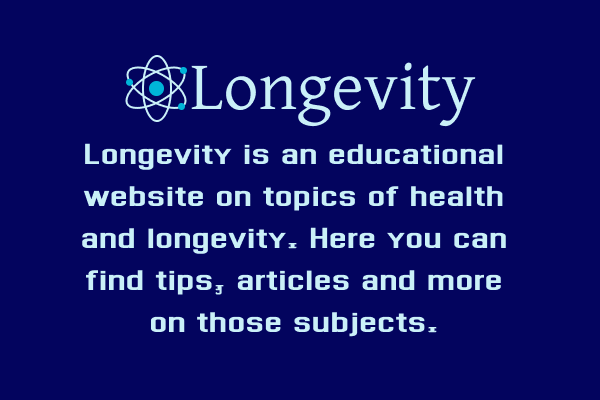 Longevity
Longevity is an educational
website on topics of health
and longevity. Here you can
find tips, articles and more
on those subjects.